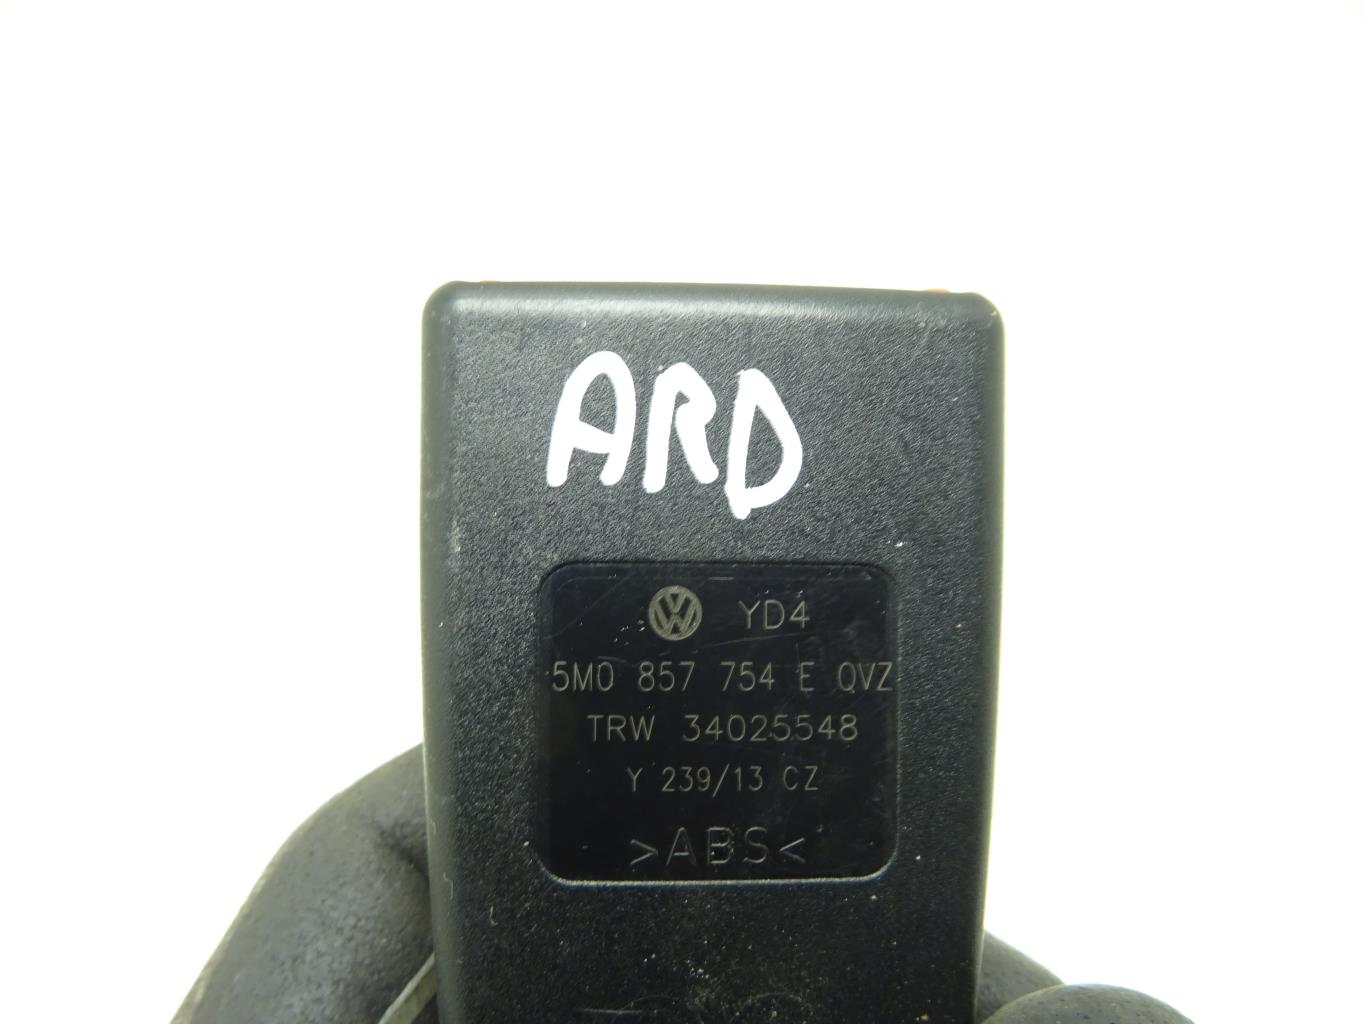 ARD
YD4
5M0 857 754 E QVZ
TRW 34025548
Y 239/13 CZ
>ABS<